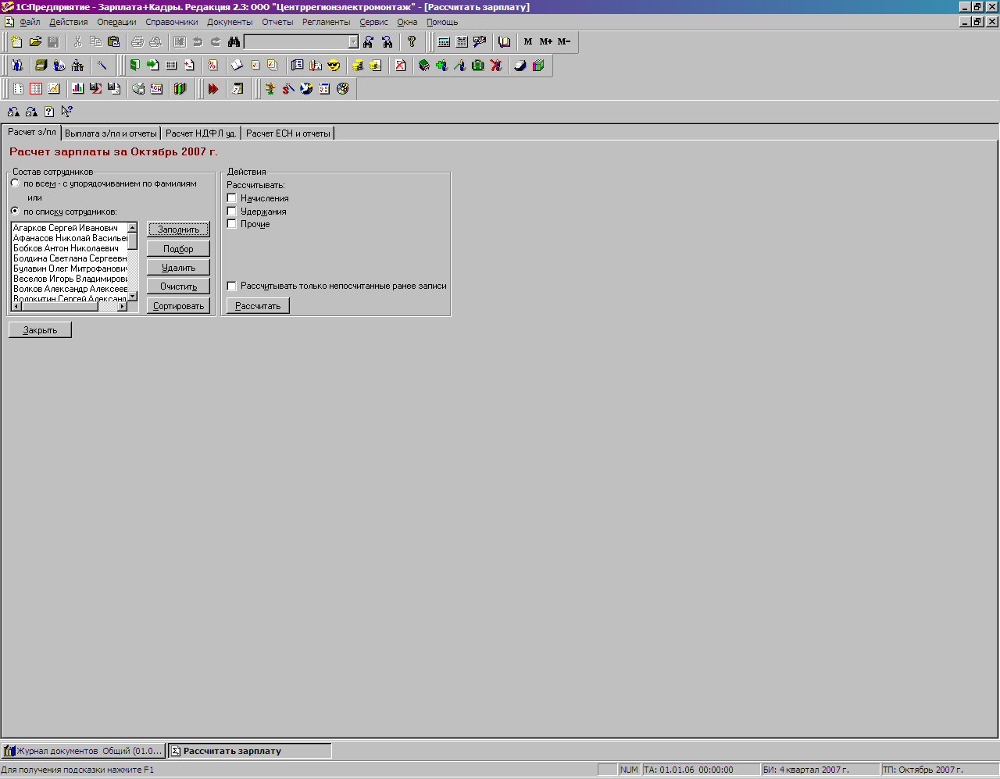 1С:Предприятие - Зарплата+Кадры. Редакция 2.3: ООО "Центррегионэлектромонтаж" - [Рассчитать зарплату]
Файл Действия Операции Справочники Документы Отчеты Регламенты Сервис Окна Помощь
M M+ M−
Расчет з/пл Выплата з/пл и отчеты Расчет НДФЛ уд. Расчет ЕСН и отчеты
Расчет зарплаты за Октябрь 2007 г.
Состав сотрудников
по всем - с упорядочиванием по фамилиям
или
по списку сотрудников:
Агарков Сергей Иванович
Афанасов Николай Васильеі
Бобков Антон Николаевич
Болдина Светлана Сергеевн
Булавин Олег Митрофанович
Веселов Игорь Владимирови
Волков Александр Алексеев
Волокитин Сергей Александ
Заполнить
Подбор
Удалить
Очистить
Сортировать
Действия
Рассчитывать:
Начисления
Удержания
Прочие
Рассчитывать только непосчитанные ранее записи
Рассчитать
Закрыть
Журнал документов Общий (01.0... Рассчитать зарплату
Для получения подсказки нажмите F1 NUM TA: 01.01.06 00:00:00 БИ: 4 квартал 2007 г. ТП: Октябрь 2007 г.